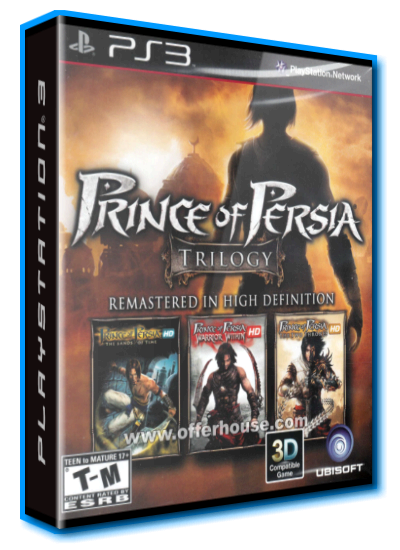 PS3
PlayStation Network
PLAYSTATION 3
PRINCE OF PERSIA
TRILOGY
REMASTERED IN HIGH DEFINITION
PRINCE OF PERSIA HD
THE SANDS OF TIME
PRINCE OF PERSIA HD
WARRIOR WITHIN
PRINCE OF PERSIA HD
www.offerhouse.com
TEEN to MATURE 17+
T-M
CONTENT RATED BY
ESRB
3D
Compatible
Game
UBISOFT